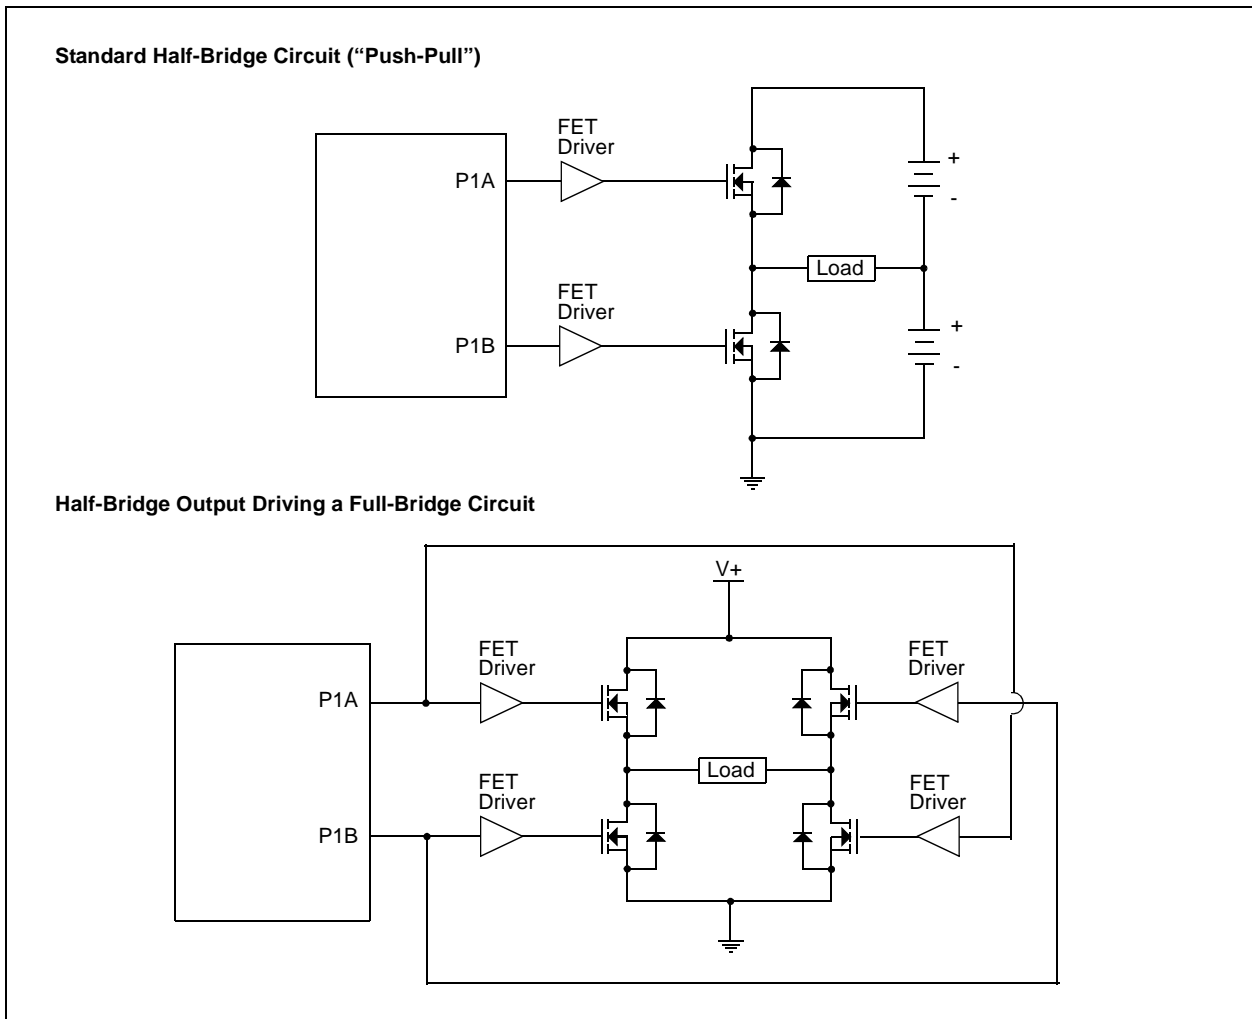 Standard Half-Bridge Circuit (“Push-Pull”)
FET
Driver
P1A
+
-
Load
FET
Driver
P1B
+
-
Half-Bridge Output Driving a Full-Bridge Circuit
V+
FET
Driver
FET
Driver
P1A
Load
FET
Driver
FET
Driver
P1B